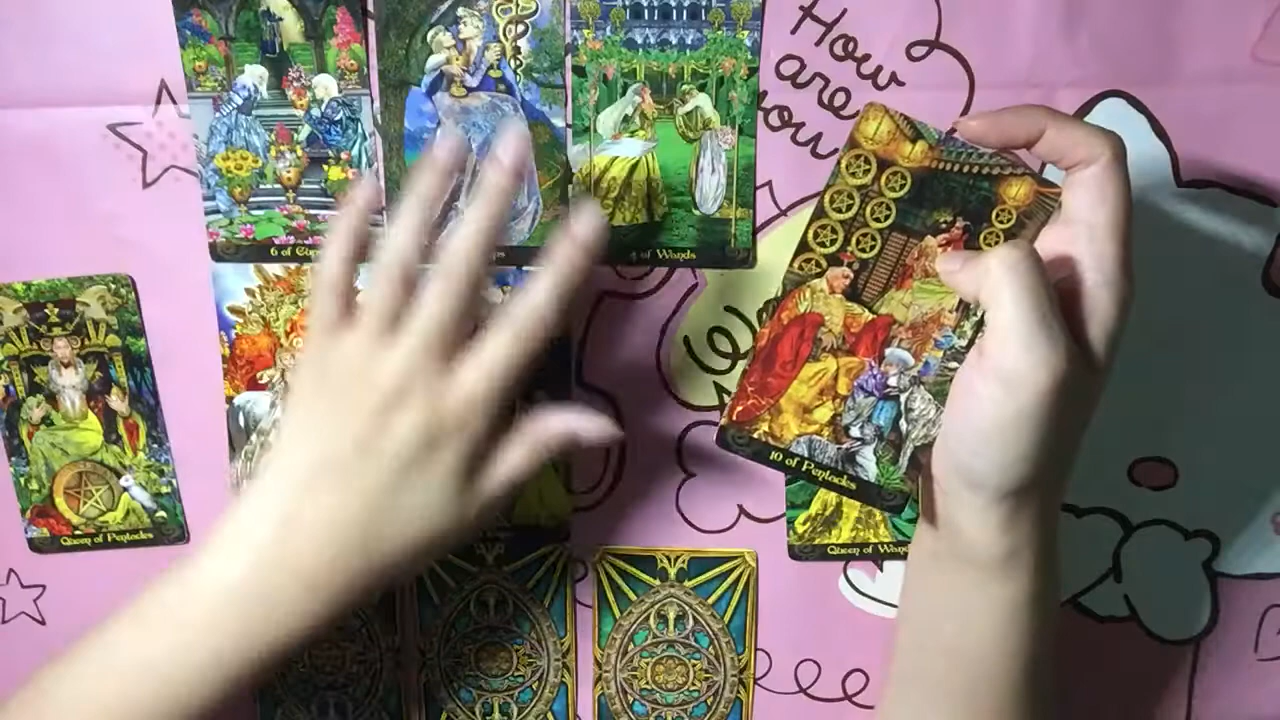 How
are
you
6 of Cups
4 of Wands
10 of Pentacles
Queen of Pentacles
Queen of Wands